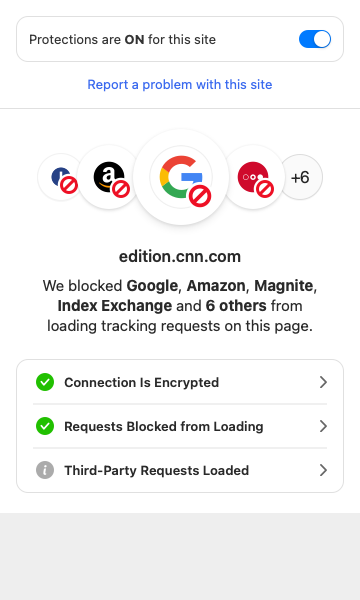 Protections are ON for this site
Report a problem with this site
+6
edition.cnn.com
We blocked Google, Amazon, Magnite,
Index Exchange and 6 others from
loading tracking requests on this page.
Connection Is Encrypted
Requests Blocked from Loading
Third-Party Requests Loaded